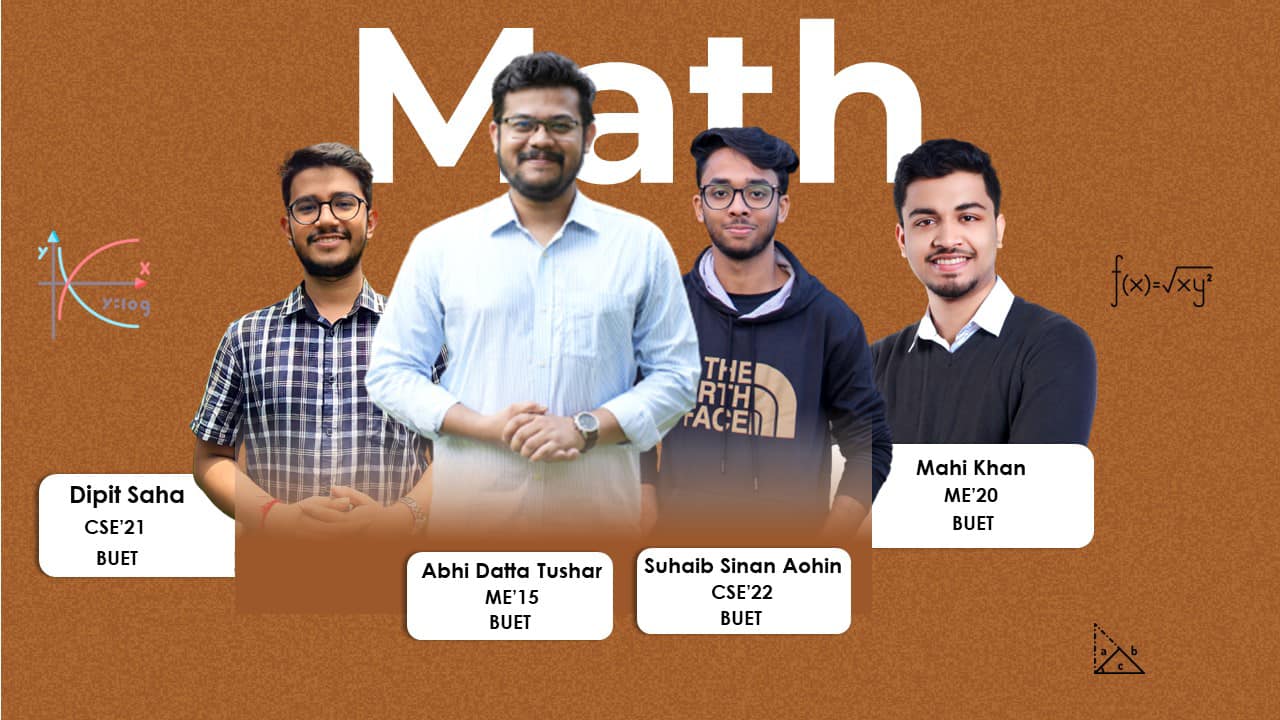 Math
y
x
y=log
f(x)=√xy²
THE
RTH
FACE
Dipit Saha
CSE'21
BUET
Abhi Datta Tushar
ME'15
BUET
Suhaib Sinan Aohin
CSE'22
BUET
Mahi Khan
ME'20
BUET
a
b
c